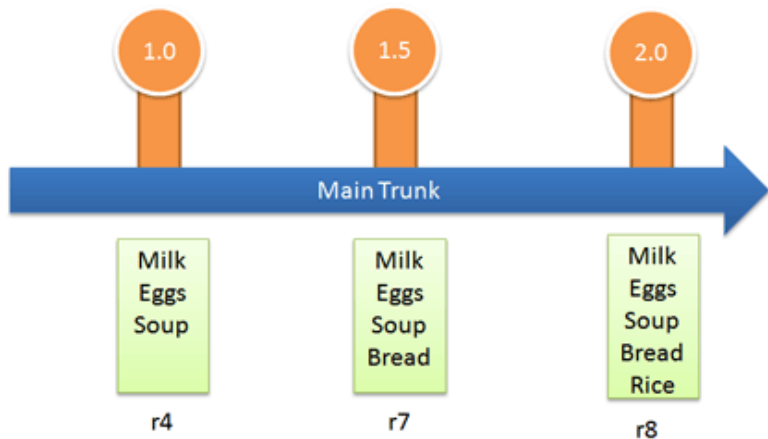 1.0
1.5
2.0
Main Trunk
Milk
Eggs
Soup
r4
Milk
Eggs
Soup
Bread
r7
Milk
Eggs
Soup
Bread
Rice
r8